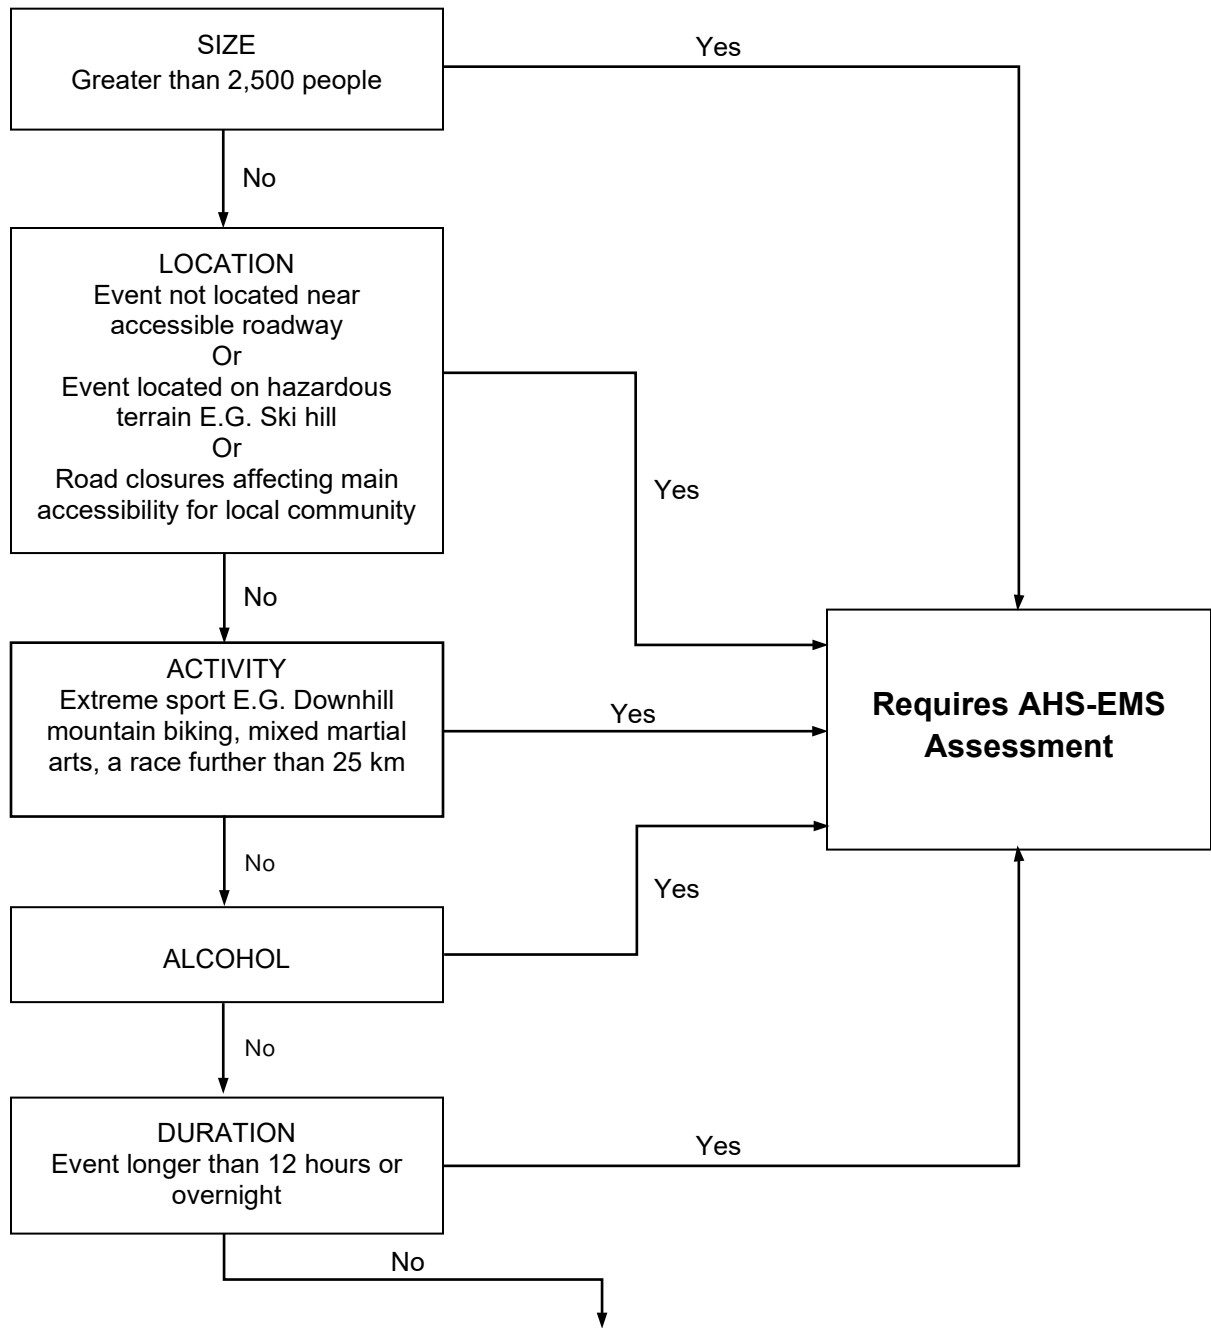 SIZE
Greater than 2,500 people
Yes
No
LOCATION
Event not located near
accessible roadway
Or
Event located on hazardous
terrain E.G. Ski hill
Or
Road closures affecting main
accessibility for local community
Yes
No
ACTIVITY
Extreme sport E.G. Downhill
mountain biking, mixed martial
arts, a race further than 25 km
Yes
Requires AHS-EMS
Assessment
No
ALCOHOL
Yes
No
DURATION
Event longer than 12 hours or
overnight
Yes
No